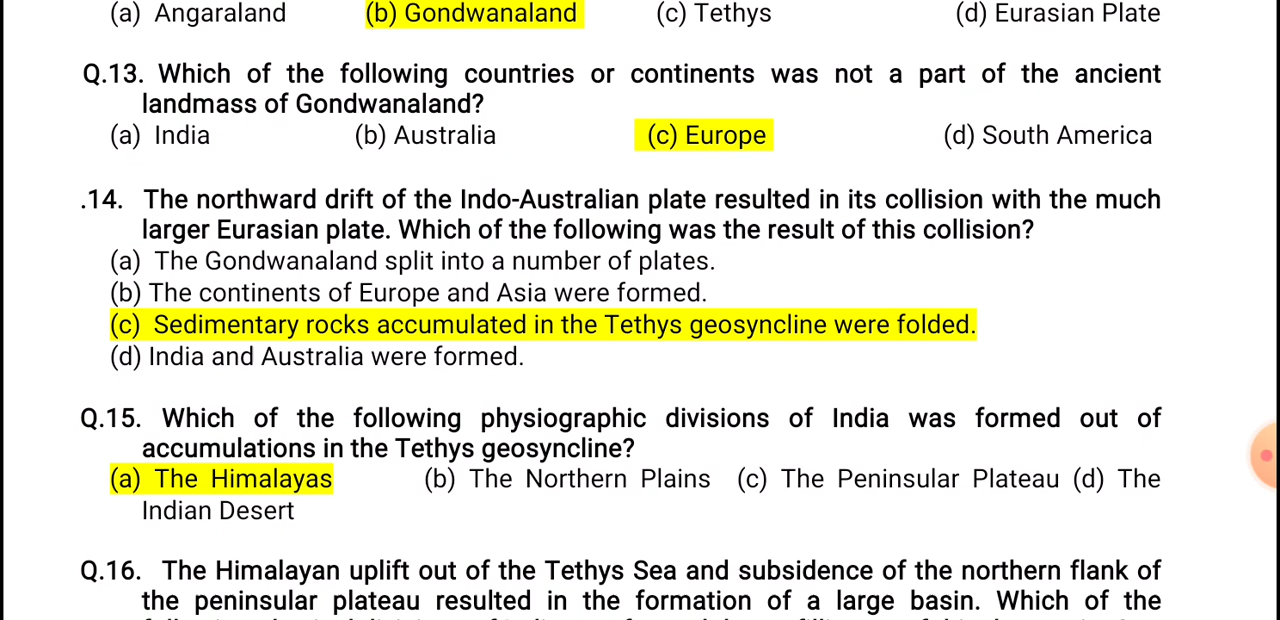 (a) Angaraland (b) Gondwanaland (c) Tethys (d) Eurasian Plate
Q.13. Which of the following countries or continents was not a part of the ancient
landmass of Gondwanaland?
(a) India (b) Australia (c) Europe (d) South America
.14. The northward drift of the Indo-Australian plate resulted in its collision with the much
larger Eurasian plate. Which of the following was the result of this collision?
(a) The Gondwanaland split into a number of plates.
(b) The continents of Europe and Asia were formed.
(c) Sedimentary rocks accumulated in the Tethys geosyncline were folded.
(d) India and Australia were formed.
Q.15. Which of the following physiographic divisions of India was formed out of
accumulations in the Tethys geosyncline?
(a) The Himalayas (b) The Northern Plains (c) The Peninsular Plateau (d) The
Indian Desert
Q.16. The Himalayan uplift out of the Tethys Sea and subsidence of the northern flank of
the peninsular plateau resulted in the formation of a large basin. Which of the